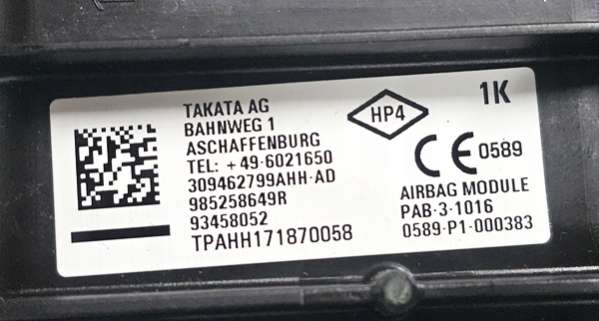 TAKATA AG
BAHNWEG 1
ASCHAFFENBURG
TEL: +49-6021650
309462799AHH-AD
985258649R
93458052
TPAHH171870058
HP4
1K
CE 0589
AIRBAG MODULE
PAB-3-1016
0589-P1-000383